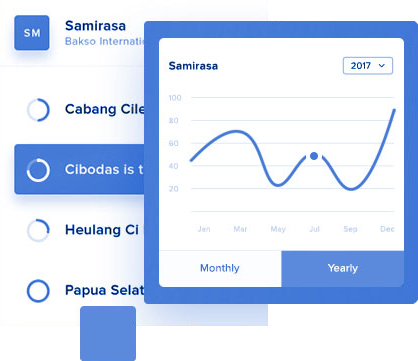 SM
Samirasa
Bakso Internati
Cabang Cile
Cibodas is t
Heulang Ci
Papua Selat
Samirasa
2017
100
80
60
40
20
Jan Mar May Jul Sep Dec
Monthly
Yearly